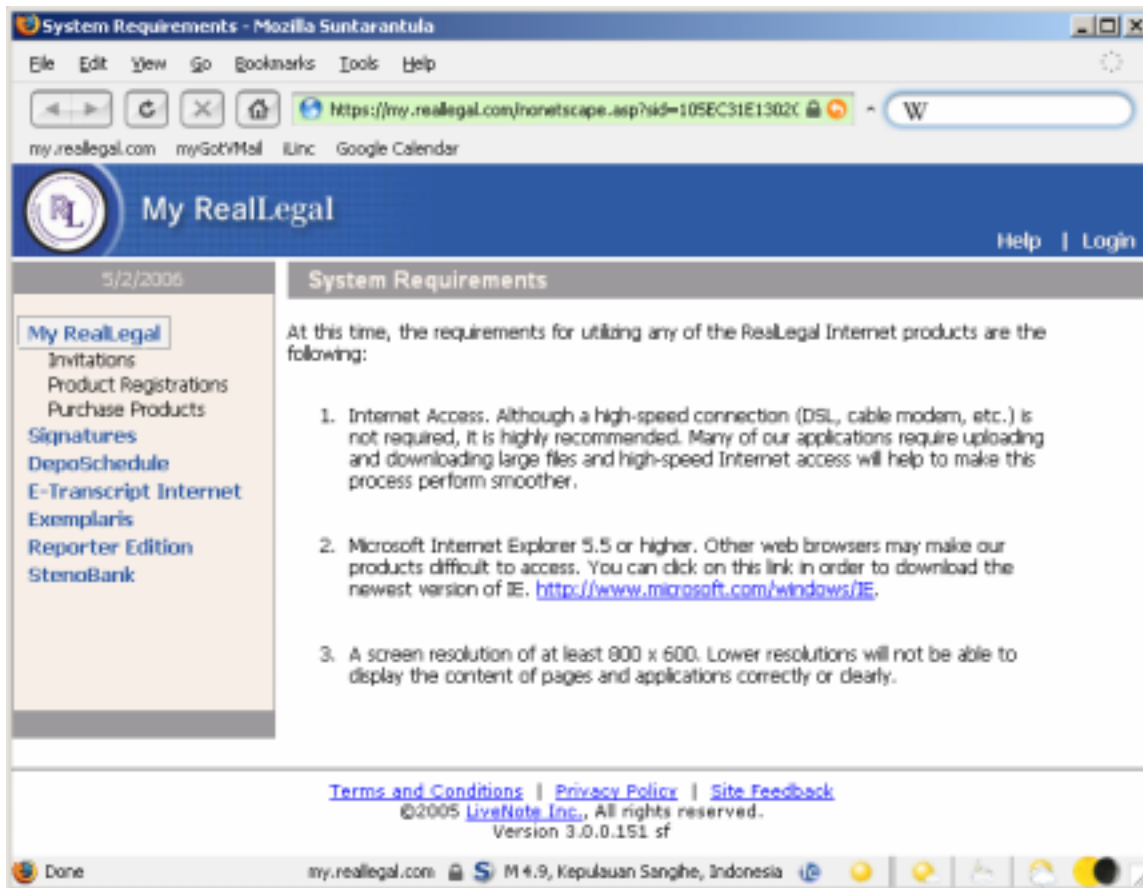 System Requirements - Mozilla Suntarantula
File Edit View Go Bookmarks Tools Help
https://my.reallegal.com/nonetscape.asp?sid=105EC31E1302C
W
my.reallegal.com myGotVMail iLinc Google Calendar
RL
My RealLegal
Help | Login
5/2/2006
My RealLegal
Invitations
Product Registrations
Purchase Products
Signatures
DepoSchedule
E-Transcript Internet
Exemplaris
Reporter Edition
StenoBank
System Requirements
At this time, the requirements for utilizing any of the RealLegal Internet products are the
following:
1. Internet Access. Although a high-speed connection (DSL, cable modem, etc.) is
not required, it is highly recommended. Many of our applications require uploading
and downloading large files and high-speed Internet access will help to make this
process perform smoother.
2. Microsoft Internet Explorer 5.5 or higher. Other web browsers may make our
products difficult to access. You can click on this link in order to download the
newest version of IE. http://www.microsoft.com/windows/IE.
3. A screen resolution of at least 800 x 600. Lower resolutions will not be able to
display the content of pages and applications correctly or clearly.
Terms and Conditions | Privacy Policy | Site Feedback
©2005 LiveNote Inc., All rights reserved.
Version 3.0.0.151 sf
Done my.reallegal.com S M 4.9, Kepulauan Sangihe, Indonesia